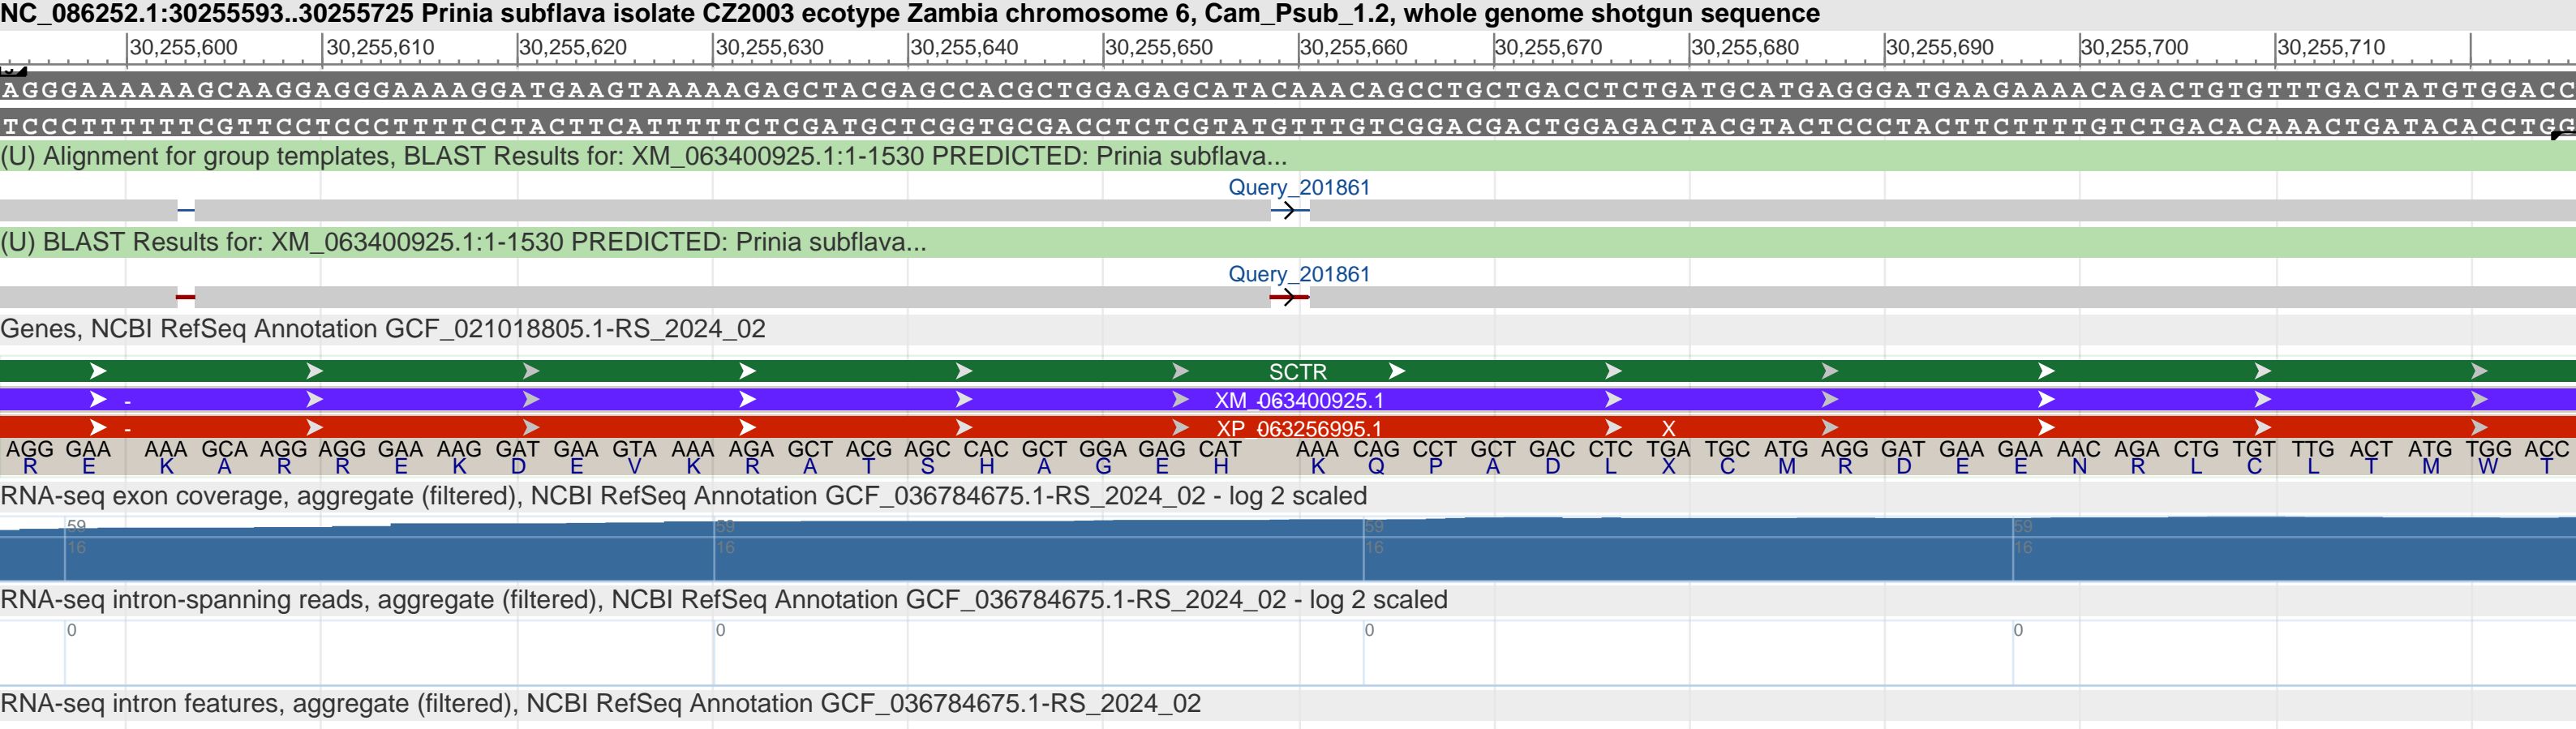 NC_086252.1:30255593..30255725 Prinia subflava isolate CZ2003 ecotype Zambia chromosome 6, Cam_Psub_1.2, whole genome shotgun sequence
30,255,600 30,255,610 30,255,620 30,255,630 30,255,640 30,255,650 30,255,660 30,255,670 30,255,680 30,255,690 30,255,700 30,255,710
AGGGAAAAAAGCAAGGAGGGAAAAGGATGAAGTAAAAAGAGCTACGAGCCACGCTGGAGAGCATACAAACAGCCTGCTGACCTCTGATGCATGAGGGATGAAGAAAACAGACTGTGTTTGACTATGTGGACC
TCCCTTTTTTCGTTCCTCCCTTTTCCTACTTCATTTTTCTCGATGCTCGGTGCGACCTCTCGTATGTTTGTCGGACGACTGGAGACTACGTACTCCCTACTTCTTTTGTCTGACACAAACTGATACACCTGG
(U) Alignment for group templates, BLAST Results for: XM_063400925.1:1-1530 PREDICTED: Prinia subflava...
Query_201861
(U) BLAST Results for: XM_063400925.1:1-1530 PREDICTED: Prinia subflava...
Query_201861
Genes, NCBI RefSeq Annotation GCF_021018805.1-RS_2024_02
SCTR
- XM_063400925.1
- XP_063256995.1 X
AGG GAA AAA GCA AGG AGG GAA AAG GAT GAA GTA AAA AGA GCT ACG AGC CAC GCT GGA GAG CAT AAA CAG CCT GCT GAC CTC TGA TGC ATG AGG GAT GAA GAA AAC AGA CTG TGT TTG ACT ATG TGG ACC
R E K A R R E K D E V K R A T S H A G E H K Q P A D L X C M R D E E N R L C L T M W T
RNA-seq exon coverage, aggregate (filtered), NCBI RefSeq Annotation GCF_036784675.1-RS_2024_02 - log 2 scaled
59 59 59 59
16 16 16 16
RNA-seq intron-spanning reads, aggregate (filtered), NCBI RefSeq Annotation GCF_036784675.1-RS_2024_02 - log 2 scaled
0 0 0 0
RNA-seq intron features, aggregate (filtered), NCBI RefSeq Annotation GCF_036784675.1-RS_2024_02